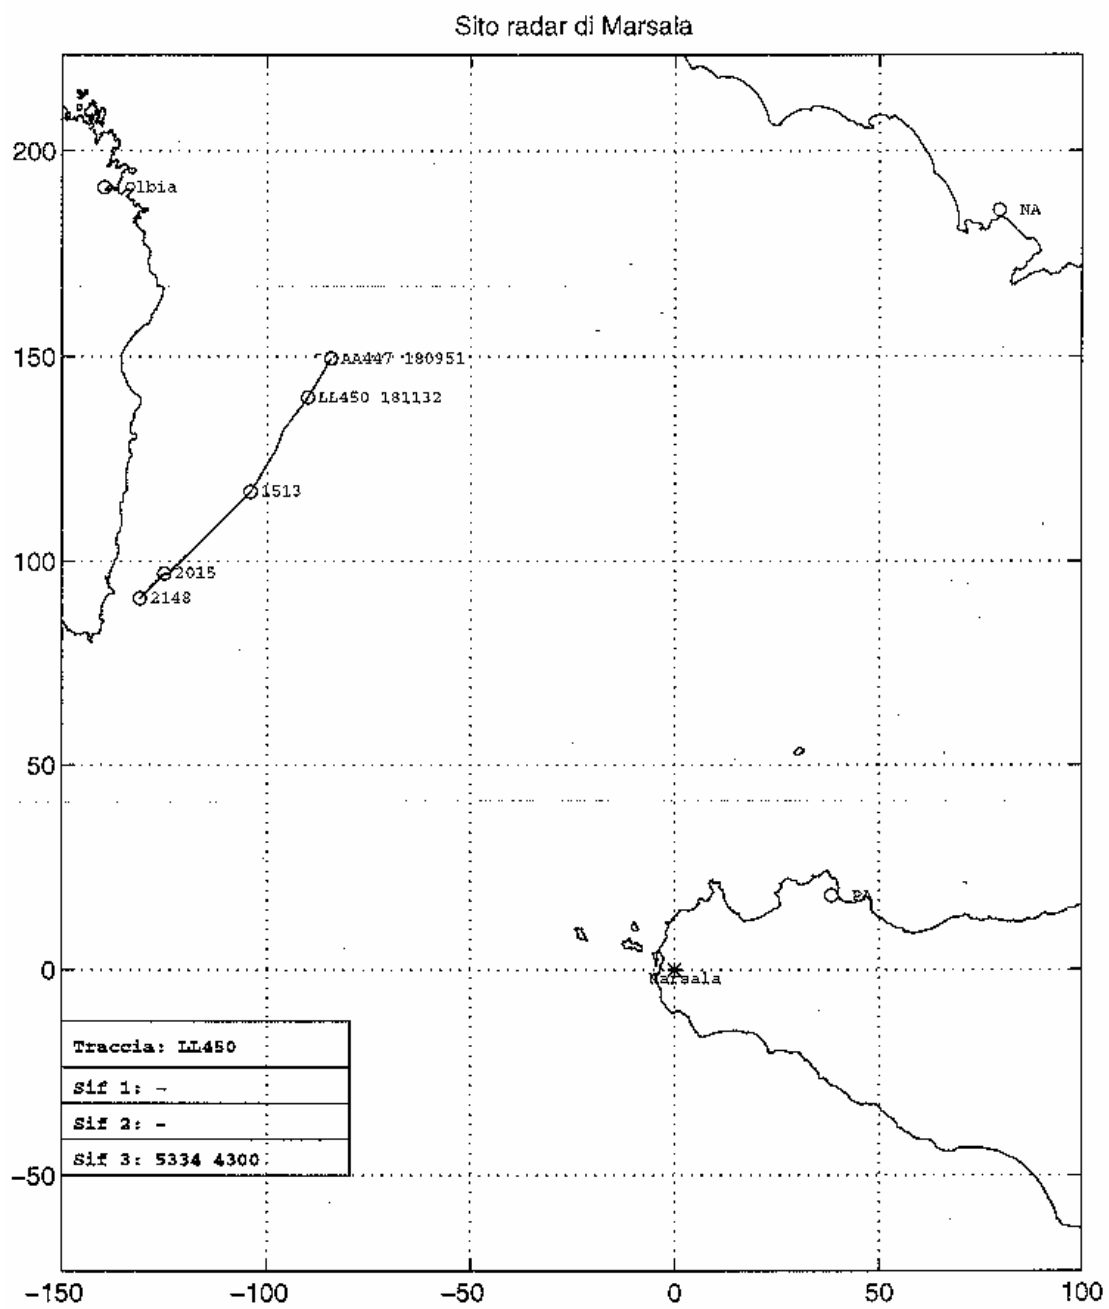 Sito radar di Marsala
200
Olbia
NA
150
AA447 180951
LL450 181132
1513
100
2015
2148
50
PA
0
Marsala
Traccia: LL450
Sif 1: -
Sif 2: -
Sif 3: 5334 4300
-50
-150
-100
-50
0
50
100